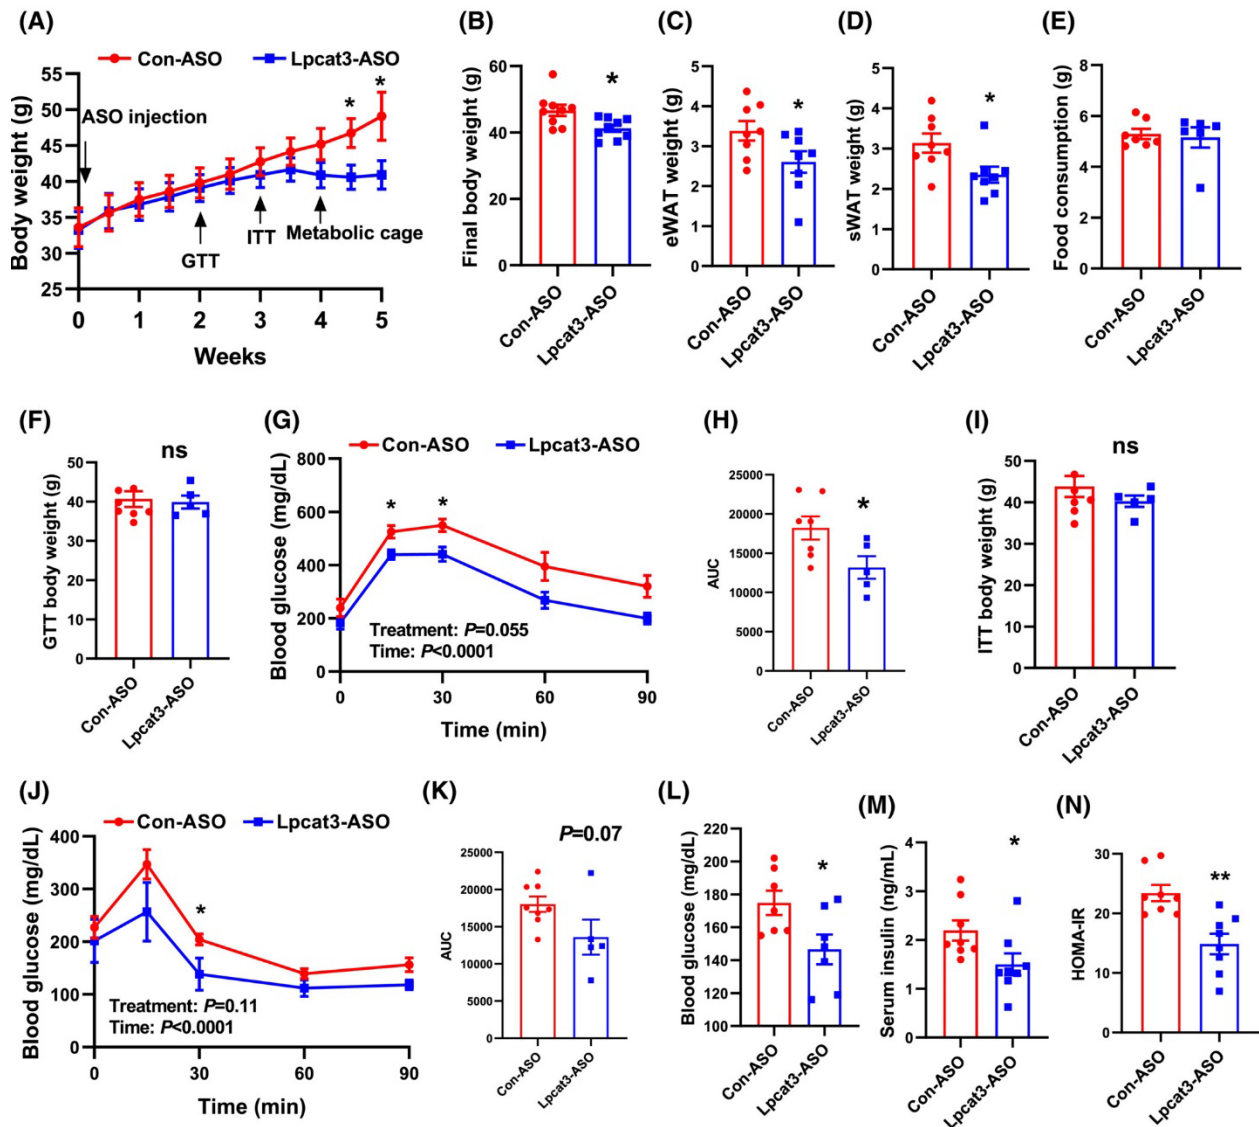 (A)
Con-ASO
Lpcat3-ASO
Body weight (g)
55
50
45
40
35
30
25
ASO injection
GTT
ITT
Metabolic cage
*
*
0
1
2
3
4
5
Weeks
(B)
Final body weight (g)
60
40
20
0
*
Con-ASO
Lpcat3-ASO
(C)
eWAT weight (g)
5
4
3
2
1
0
*
Con-ASO
Lpcat3-ASO
(D)
sWAT weight (g)
5
4
3
2
1
0
*
Con-ASO
Lpcat3-ASO
(E)
Food consumption (g)
8
6
4
2
0
Con-ASO
Lpcat3-ASO
(F)
ns
GTT body weight (g)
50
40
30
20
10
0
Con-ASO
Lpcat3-ASO
(G)
Con-ASO
Lpcat3-ASO
Blood glucose (mg/dL)
800
600
400
200
0
*
*
Treatment: P=0.055
Time: P<0.0001
0
30
60
90
Time (min)
(H)
AUC
25000
20000
15000
10000
5000
0
*
Con-ASO
Lpcat3-ASO
(I)
ns
ITT body weight (g)
50
40
30
20
10
0
Con-ASO
Lpcat3-ASO
(J)
Con-ASO
Lpcat3-ASO
Blood glucose (mg/dL)
400
300
200
100
0
*
Treatment: P=0.11
Time: P<0.0001
0
30
60
90
Time (min)
(K)
P=0.07
AUC
25000
20000
15000
10000
5000
0
Con-ASO
Lpcat3-ASO
(L)
Blood glucose (mg/dL)
220
200
180
160
140
120
100
*
Con-ASO
Lpcat3-ASO
(M)
Serum insulin (ng/mL)
4
3
2
1
0
*
Con-ASO
Lpcat3-ASO
(N)
HOMA-IR
30
20
10
0
**
Con-ASO
Lpcat3-ASO